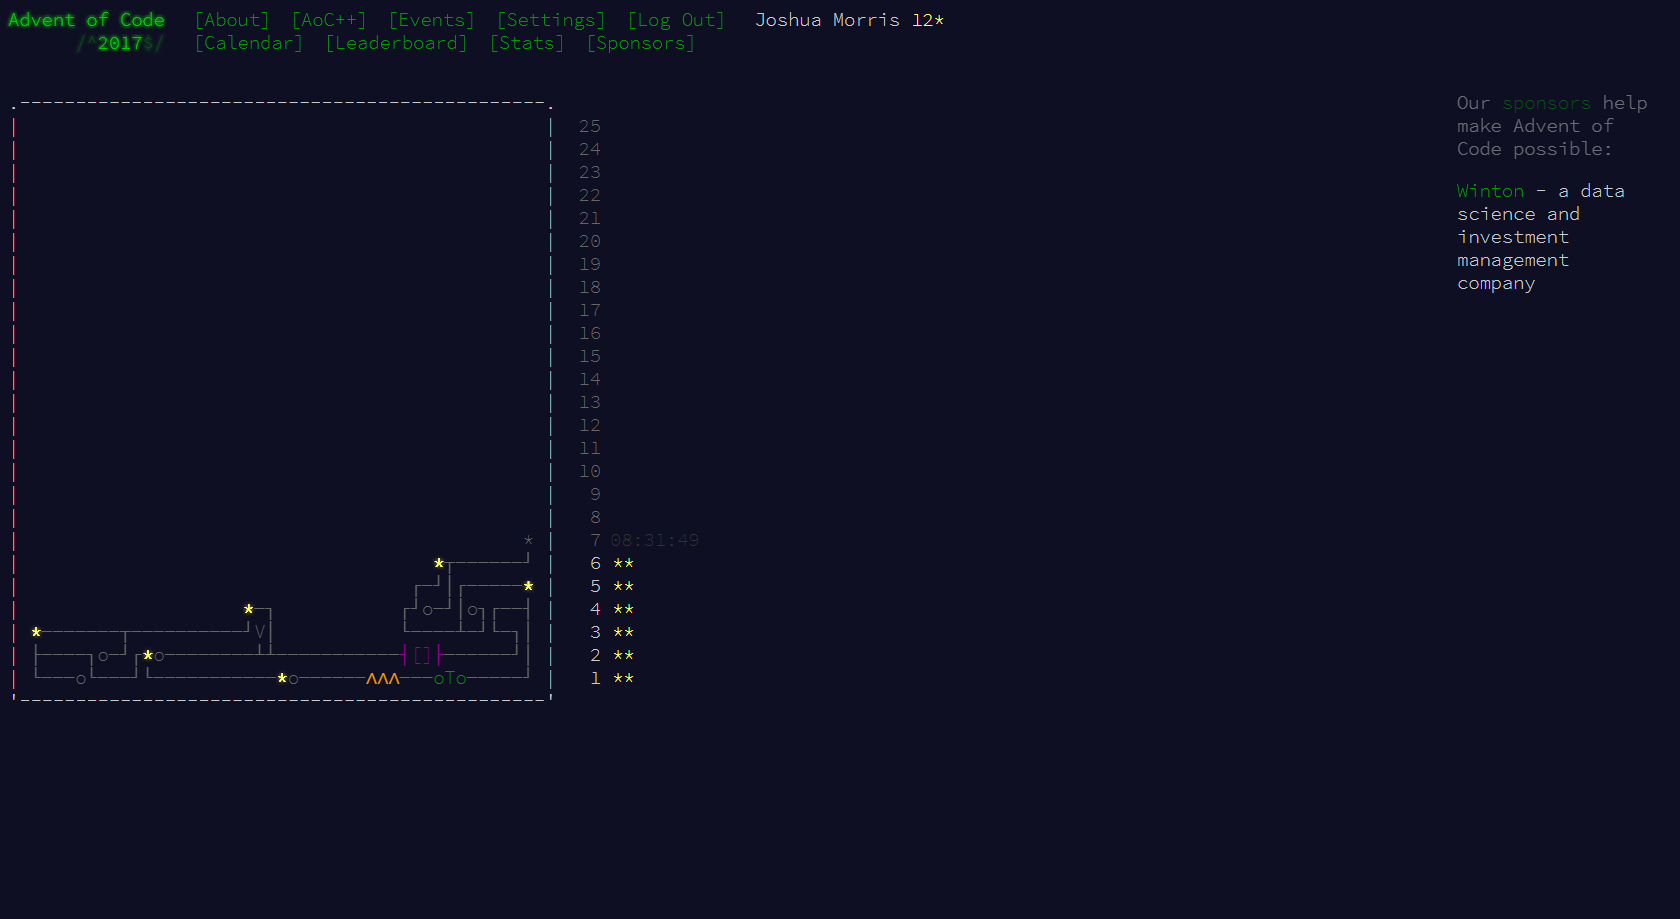 Advent of Code [About] [AoC++] [Events] [Settings] [Log Out] Joshua Morris 12*
/^2017$/ [Calendar] [Leaderboard] [Stats] [Sponsors]
25
24
23
22
21
20
19
18
17
16
15
14
13
12
11
10
9
8
7 08:31:49
6 **
5 **
4 **
3 **
2 **
1 **
Our sponsors help
make Advent of
Code possible:
Winton - a data
science and
investment
management
company